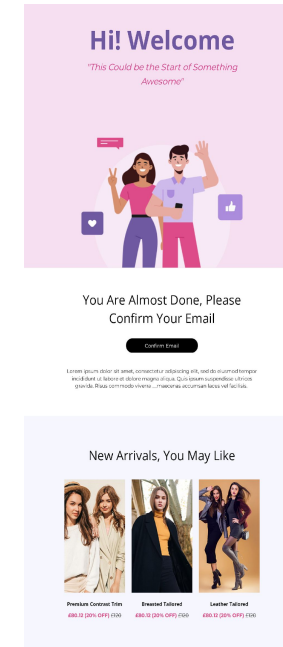 Hi! Welcome
"This Could be the Start of Something
Awesome"
You Are Almost Done, Please
Confirm Your Email
Confirm Email
Lorem ipsum dolor sit amet, consectetur adipiscing elit, sed do eiusmod tempor
incididunt ut labore et dolore magna aliqua. Quis ipsum suspendisse ultrices
gravida. Risus commodo viverra ...maecenas accumsan lacus vel facilisis.
New Arrivals, You May Like
Premium Contrast Trim Breasted Tailored Leather Tailored
£80.12 (20% OFF) £120 £80.12 (20% OFF) £120 £80.12 (20% OFF) £120